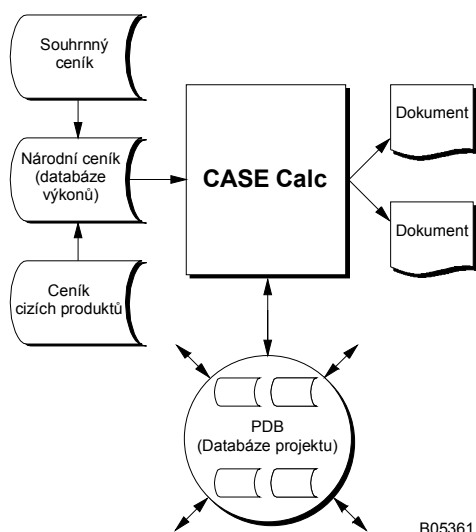 Souhrnný
ceník
Národní ceník
(databáze
výkonů)
Ceník
cizích produktů
CASE Calc
Dokument
Dokument
PDB
(Databáze projektu)
B05361